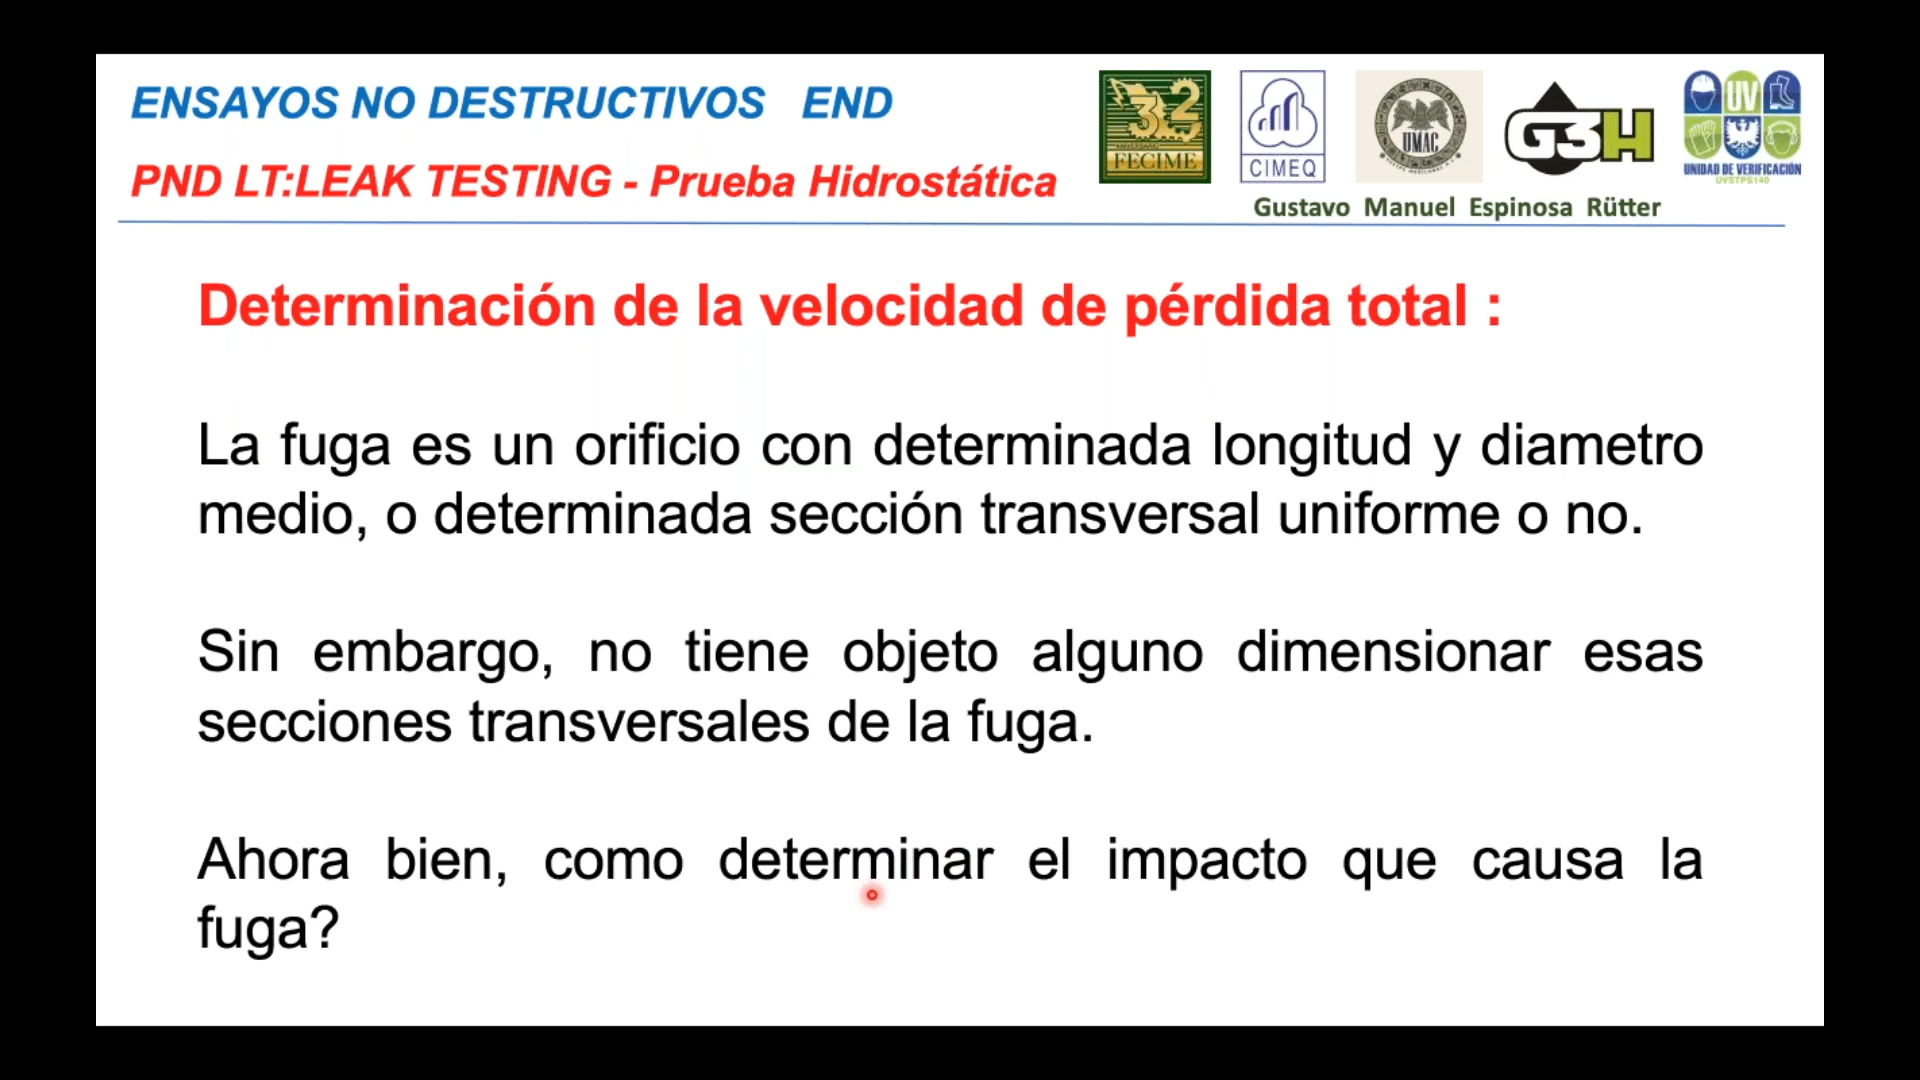 ENSAYOS NO DESTRUCTIVOS END
PND LT:LEAK TESTING - Prueba Hidrostática
32
ANIVERSARIO
FECIME
CIMEQ
UMAC
G3H
UV
UNIDAD DE VERIFICACIÓN
UVSTPS140
Gustavo Manuel Espinosa Rütter
Determinación de la velocidad de pérdida total :
La fuga es un orificio con determinada longitud y diametro
medio, o determinada sección transversal uniforme o no.
Sin embargo, no tiene objeto alguno dimensionar esas
secciones transversales de la fuga.
Ahora bien, como determinar el impacto que causa la
fuga?